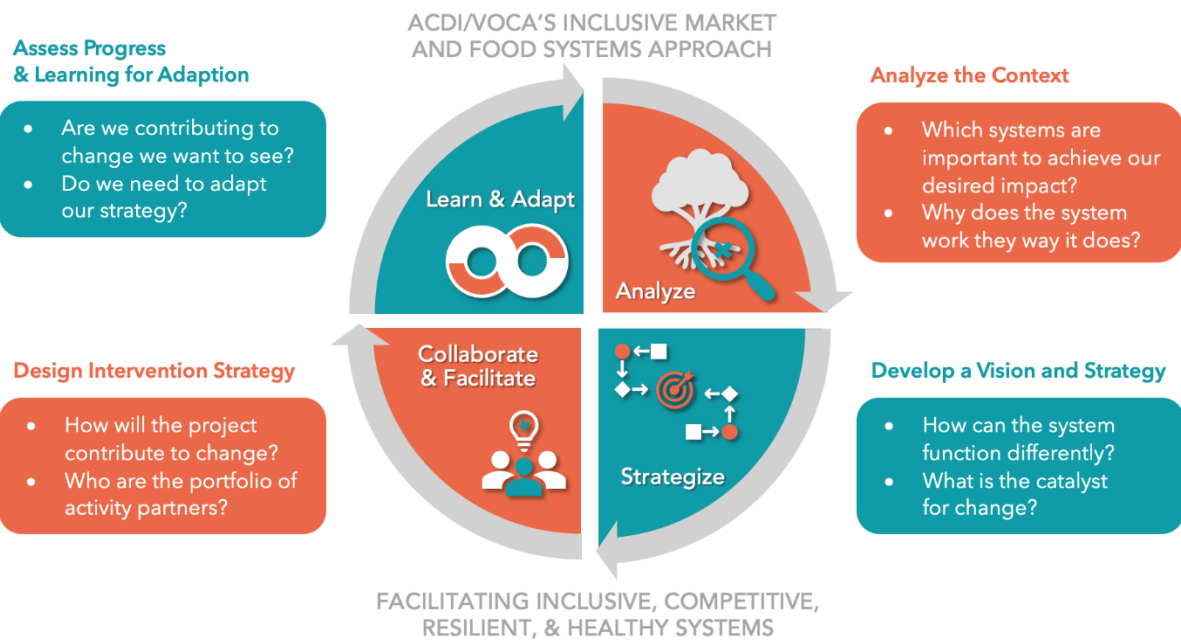 ACDI/VOCA'S INCLUSIVE MARKET
AND FOOD SYSTEMS APPROACH
Assess Progress
& Learning for Adaption
• Are we contributing to
change we want to see?
• Do we need to adapt
our strategy?
Learn & Adapt
Analyze
Analyze the Context
• Which systems are
important to achieve our
desired impact?
• Why does the system
work they way it does?
Design Intervention Strategy
• How will the project
contribute to change?
• Who are the portfolio of
activity partners?
Collaborate
& Facilitate
Strategize
Develop a Vision and Strategy
• How can the system
function differently?
• What is the catalyst
for change?
FACILITATING INCLUSIVE, COMPETITIVE,
RESILIENT, & HEALTHY SYSTEMS